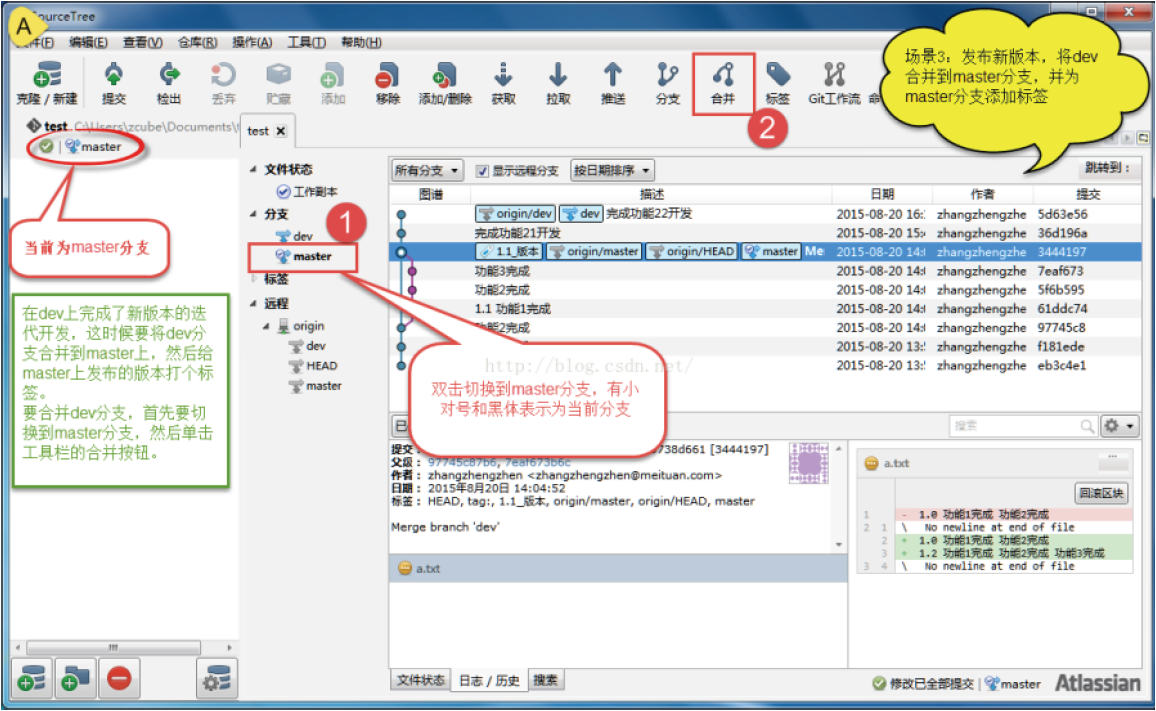 A
ourceTree
件(F) 编辑(E) 查看(V) 仓库(R) 操作(A) 工具(T) 帮助(H)
克隆 / 新建 提交 检出 丢弃 贮藏 添加 移除 添加/删除 获取 拉取 推送 分支 合并 标签 Git工作流 命
2
场景3：发布新版本，将dev
合并到master分支，并为
master分支添加标签
test C:\Users\zcube\Documents\t
master
test
当前为master分支
在dev上完成了新版本的迭
代开发，这时候要将dev分
支合并到master上，然后给
master上发布的版本打个标
签。
要合并dev分支，首先要切
换到master分支，然后单击
工具栏的合并按钮。
文件状态
工作副本
分支
dev
1
master
标签
远程
origin
dev
HEAD
master
所有分支 显示远程分支 按日期排序 跳转到：
图谱 描述 日期 作者 提交
origin/dev dev 完成功能22开发 2015-08-20 16: zhangzhengzhe 5d63e56
完成功能21开发 2015-08-20 15: zhangzhengzhe 36d196a
1.1_版本 origin/master origin/HEAD master Me 2015-08-20 14: zhangzhengzhe 3444197
功能3完成 2015-08-20 14: zhangzhengzhe 7eaf673
功能2完成 2015-08-20 14: zhangzhengzhe 5f6b595
1.1 功能1完成 2015-08-20 14: zhangzhengzhe 61ddc74
功能2完成 2015-08-20 14: zhangzhengzhe 97745c8
2015-08-20 13: zhangzhengzhe f181ede
2015-08-20 13: zhangzhengzhe eb3c4e1
http://blog.csdn.net/
双击切换到master分支，有小
对号和黑体表示为当前分支
已
搜索
提交： 738d661 [3444197]
父级： 97745c87b6, 7eaf673b6c
作者： zhangzhengzhen <zhangzhengzhen@meituan.com>
日期： 2015年8月20日 14:04:52
标签： HEAD, tag:, 1.1_版本, origin/master, origin/HEAD, master
Merge branch 'dev'
a.txt
a.txt
回滚区块
1 - 1.0 功能1完成 功能2完成
2 1 \ No newline at end of file
2 + 1.0 功能1完成 功能2完成
3 + 1.2 功能1完成 功能2完成 功能3完成
3 4 \ No newline at end of file
文件状态 日志 / 历史 搜索
修改已全部提交 | master Atlassian